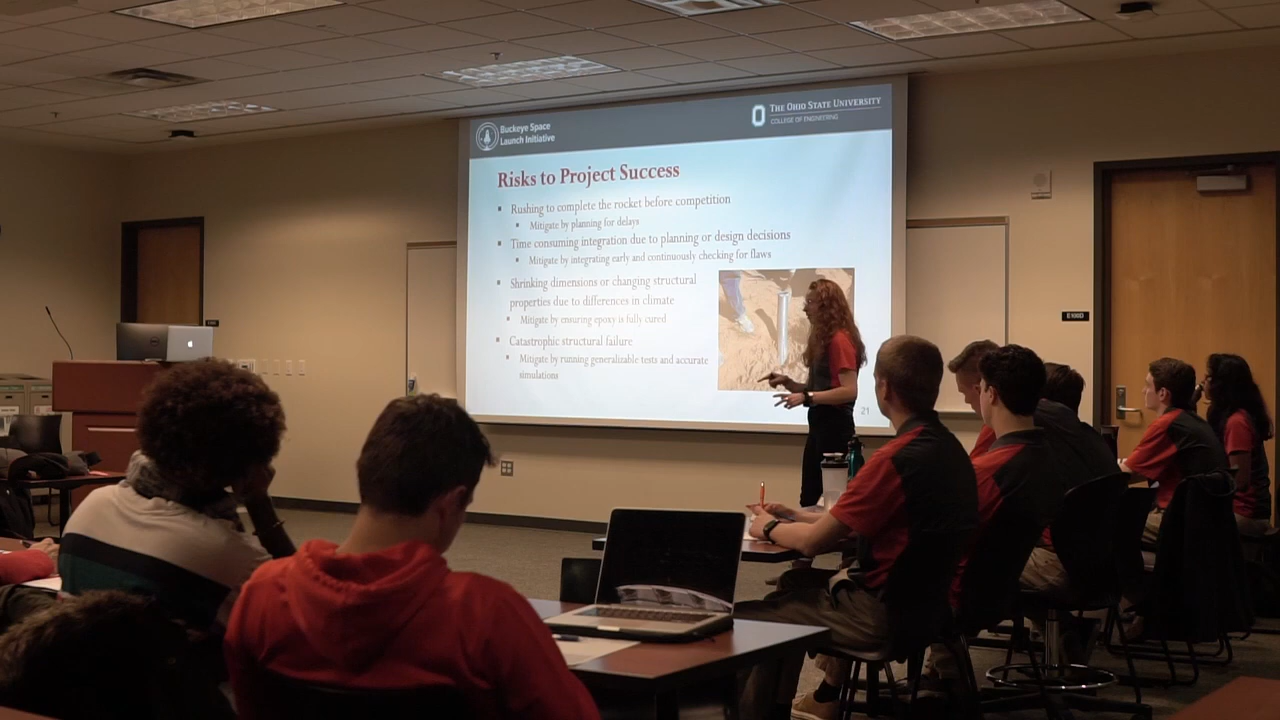 Buckeye Space
Launch Initiative
THE OHIO STATE UNIVERSITY
COLLEGE OF ENGINEERING
Risks to Project Success
Rushing to complete the rocket before competition
Mitigate by planning for delays
Time consuming integration due to planning or design decisions
Mitigate by integrating early and continuously checking for flaws
Shrinking dimensions or changing structural
properties due to differences in climate
Mitigate by ensuring epoxy is fully cured
Catastrophic structural failure
Mitigate by running generalizable tests and accurate
simulations
21